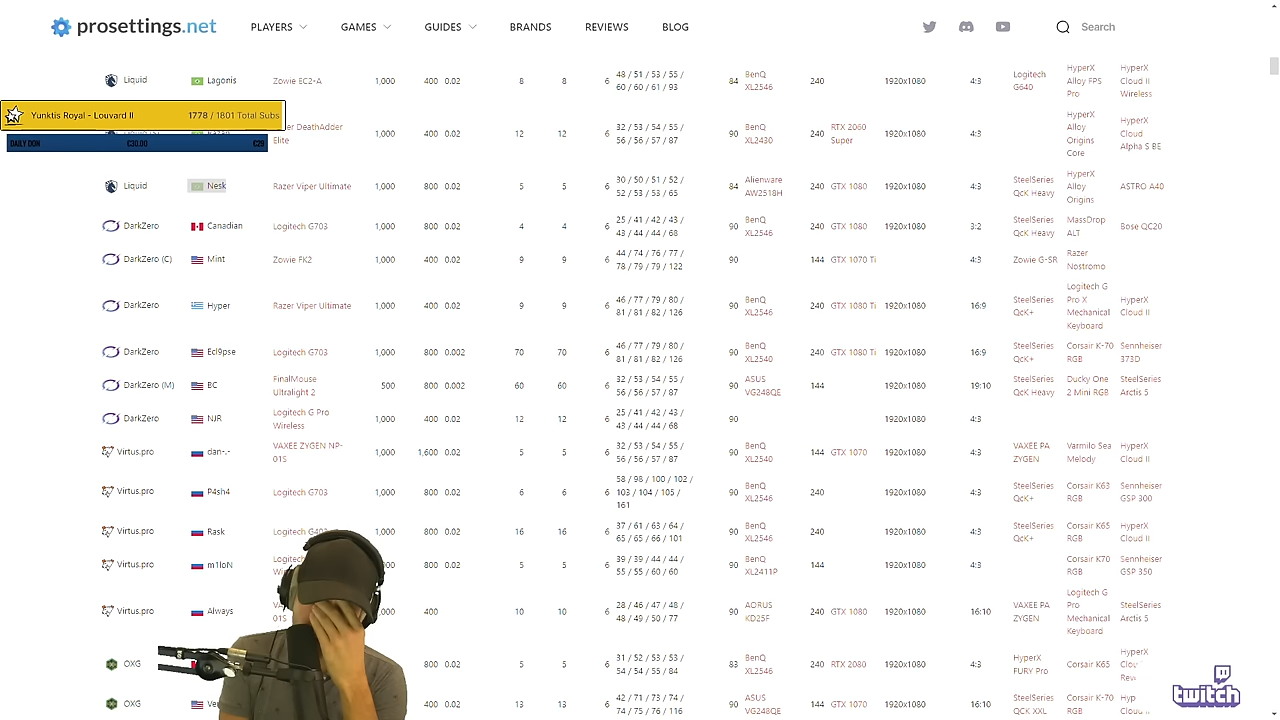 prosettings.net PLAYERS GAMES GUIDES BRANDS REVIEWS BLOG Search
Liquid Lagonis Zowie EC2-A 1,000 400 0.02 8 8 6 48 / 51 / 53 / 55 / 60 / 60 / 61 / 93 84 BenQ XL2546 240 1920x1080 4:3 Logitech G640 HyperX Alloy FPS Pro HyperX Cloud II Wireless
Yunktis Royal - Louvard II 1778 / 1801 Total Subs
DAILY DON €30.00
DeathAdder Elite 1,000 400 0.02 12 12 6 32 / 53 / 54 / 55 / 56 / 56 / 57 / 87 90 BenQ XL2430 240 RTX 2060 Super 1920x1080 4:3 HyperX Alloy Origins Core HyperX Cloud Alpha S BE
Liquid Nesk Razer Viper Ultimate 1,000 800 0.02 5 5 6 30 / 50 / 51 / 52 / 52 / 53 / 53 / 65 84 Alienware AW2518H 240 GTX 1080 1920x1080 4:3 SteelSeries QcK Heavy HyperX Alloy Origins ASTRO A40
DarkZero Canadian Logitech G703 1,000 800 0.02 4 4 6 25 / 41 / 42 / 43 / 43 / 44 / 44 / 68 90 BenQ XL2546 240 GTX 1080 1920x1080 3:2 SteelSeries QcK Heavy MassDrop ALT Bose QC20
DarkZero (C) Mint Zowie FK2 1,000 400 0.02 9 9 6 44 / 74 / 76 / 77 / 78 / 79 / 79 / 122 90 144 GTX 1070 Ti 4:3 Zowie G-SR Razer Nostromo
DarkZero Hyper Razer Viper Ultimate 1,000 400 0.02 9 9 6 46 / 77 / 79 / 80 / 81 / 81 / 82 / 126 90 BenQ XL2546 240 GTX 1080 Ti 1920x1080 16:9 SteelSeries QcK+ Logitech G Pro X Mechanical Keyboard HyperX Cloud II
DarkZero Ecl9pse Logitech G703 1,000 800 0.002 70 70 6 46 / 77 / 79 / 80 / 81 / 81 / 82 / 126 90 BenQ XL2540 240 GTX 1080 Ti 1920x1080 16:9 SteelSeries QcK+ Corsair K-70 RGB Sennheiser 373D
DarkZero (M) BC FinalMouse Ultralight 2 500 800 0.002 60 60 6 32 / 53 / 54 / 55 / 56 / 56 / 57 / 87 90 ASUS VG248QE 144 1920x1080 19:10 SteelSeries QcK Heavy Ducky One 2 Mini RGB SteelSeries Arctis 5
DarkZero NJR Logitech G Pro Wireless 1,000 400 0.02 12 12 6 25 / 41 / 42 / 43 / 43 / 44 / 44 / 68 90 1920x1080 4:3
Virtus.pro dan-.- VAXEE ZYGEN NP-01S 1,000 1,600 0.02 5 5 6 32 / 53 / 54 / 55 / 56 / 56 / 57 / 87 90 BenQ XL2540 144 GTX 1070 1920x1080 4:3 VAXEE PA ZYGEN Varmilo Sea Melody HyperX Cloud II
Virtus.pro P4sh4 Logitech G703 1,000 800 0.02 6 6 6 58 / 98 / 100 / 102 / 103 / 104 / 105 / 161 90 BenQ XL2546 240 1920x1080 4:3 SteelSeries QcK+ Corsair K63 RGB HyperX GSP 300
Virtus.pro Rask Logitech G403 1,000 800 0.02 16 16 6 37 / 61 / 63 / 64 / 65 / 65 / 66 / 101 90 BenQ XL2546 240 1920x1080 4:3 SteelSeries QcK+ Corsair K65 RGB HyperX Cloud II
Virtus.pro m1loN 1,000 800 0.02 5 5 6 39 / 39 / 44 / 44 / 55 / 55 / 60 / 60 90 BenQ XL2411P 144 1920x1080 4:3 Corsair K70 RGB Sennheiser GSP 350
Virtus.pro Always 400 10 10 6 28 / 46 / 47 / 48 / 48 / 49 / 50 / 77 90 AORUS KD25F 240 GTX 1080 1920x1080 16:10 VAXEE PA ZYGEN Logitech G Pro Mechanical Keyboard SteelSeries Arctis 5
OXG 800 0.02 5 5 6 31 / 52 / 53 / 53 / 54 / 54 / 55 / 84 83 BenQ XL2546 240 RTX 2080 1920x1080 4:3 HyperX FURY Pro Corsair K65 HyperX
OXG 400 0.02 6 42 / 71 / 73 / 74 / 74 / 75 / 76 / 116 90 ASUS VG248QE 144 GTX 1070 1920x1080 16:10 SteelSeries QCK XXL Corsair K-70 RGB
twitch